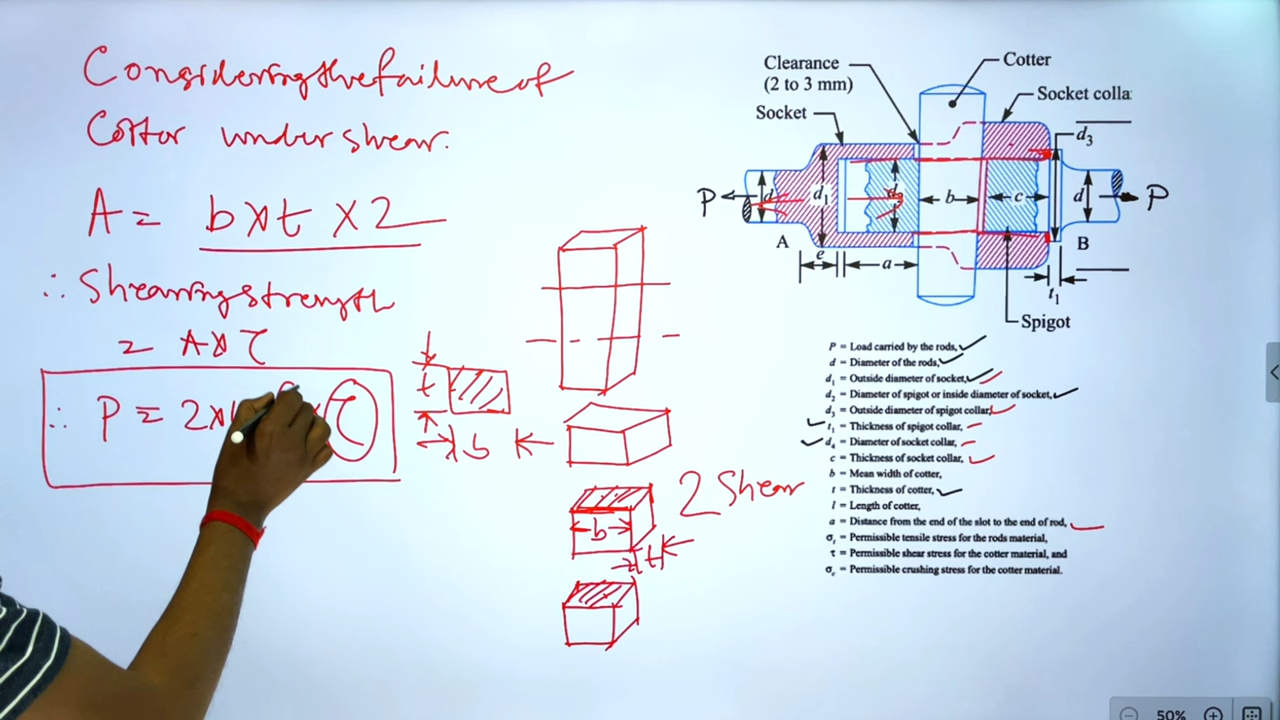 Considering the failure of
Cotter under shear.
A = b × t × 2
∴ Shearing strength
= A × τ
∴ P = 2 ×
τ
t
b
2 Shear
b
t
Clearance
(2 to 3 mm)
Socket
Cotter
Socket colla
d3
P
d
d1
b
c
d
P
A
B
e
a
t1
Spigot
P = Load carried by the rods,
d = Diameter of the rods,
d1 = Outside diameter of socket,
d2 = Diameter of spigot or inside diameter of socket,
d3 = Outside diameter of spigot collar,
t1 = Thickness of spigot collar,
d4 = Diameter of socket collar,
c = Thickness of socket collar,
b = Mean width of cotter,
t = Thickness of cotter,
l = Length of cotter,
a = Distance from the end of the slot to the end of rod,
σt = Permissible tensile stress for the rods material,
τ = Permissible shear stress for the cotter material, and
σc = Permissible crushing stress for the cotter material.
50%